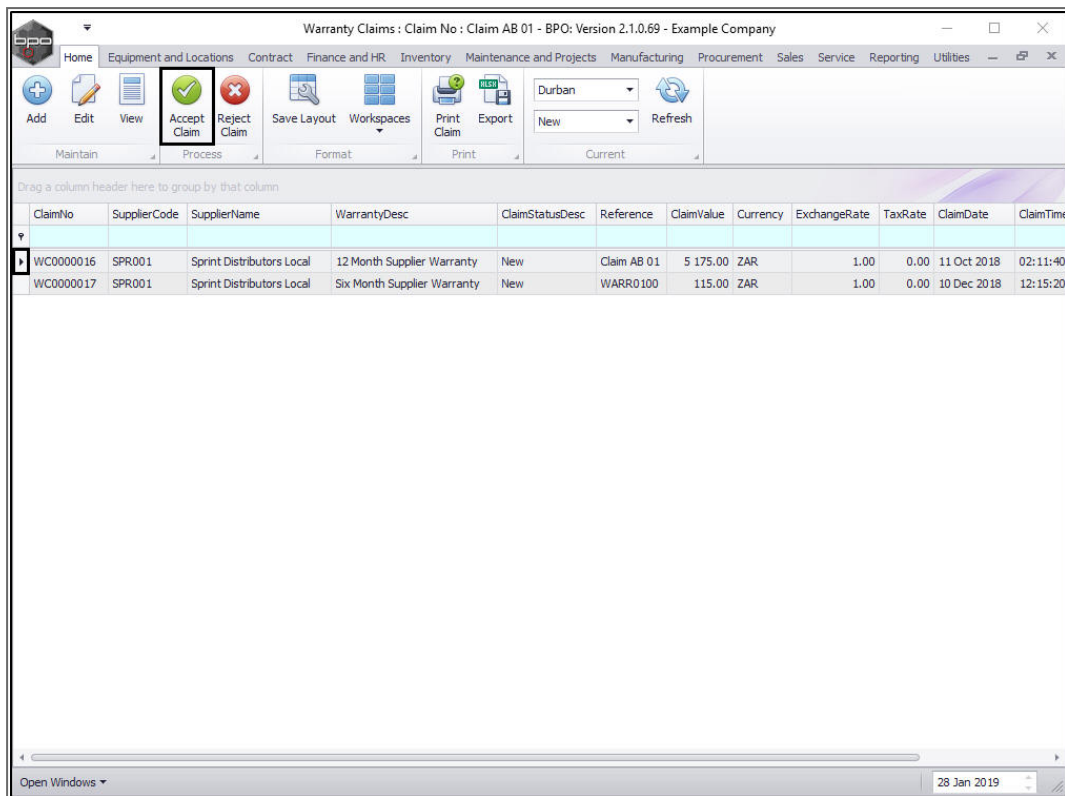 Warranty Claims : Claim No : Claim AB 01 - BPO: Version 2.1.0.69 - Example Company
bpo
Home Equipment and Locations Contract Finance and HR Inventory Maintenance and Projects Manufacturing Procurement Sales Service Reporting Utilities
Add Edit View Accept Claim Reject Claim Save Layout Workspaces Print Claim Export Durban New Refresh
Maintain Process Format Print Current
Drag a column header here to group by that column
ClaimNo SupplierCode SupplierName WarrantyDesc ClaimStatusDesc Reference ClaimValue Currency ExchangeRate TaxRate ClaimDate ClaimTime
WC0000016 SPR001 Sprint Distributors Local 12 Month Supplier Warranty New Claim AB 01 5 175.00 ZAR 1.00 0.00 11 Oct 2018 02:11:40
WC0000017 SPR001 Sprint Distributors Local Six Month Supplier Warranty New WARR0100 115.00 ZAR 1.00 0.00 10 Dec 2018 12:15:20
Open Windows 28 Jan 2019